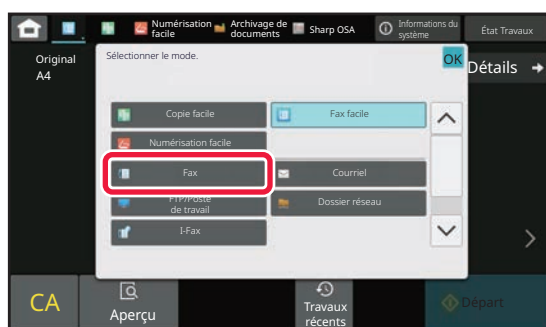 Numérisation
facile
Archivage de
documents
Sharp OSA
Informations du
système
État Travaux
Original
A4
Sélectionner le mode.
OK
Détails
Copie facile
Fax facile
Numérisation facile
Fax
Courriel
FTP/Poste
de travail
Dossier réseau
I-Fax
CA
Aperçu
Travaux
récents
Départ